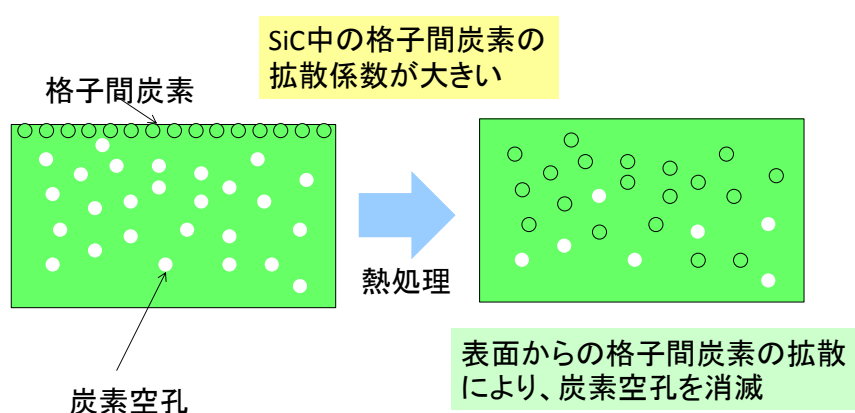 SiC中の格子間炭素の
拡散係数が大きい
格子間炭素
熱処理
炭素空孔
表面からの格子間炭素の拡散
により、炭素空孔を消滅